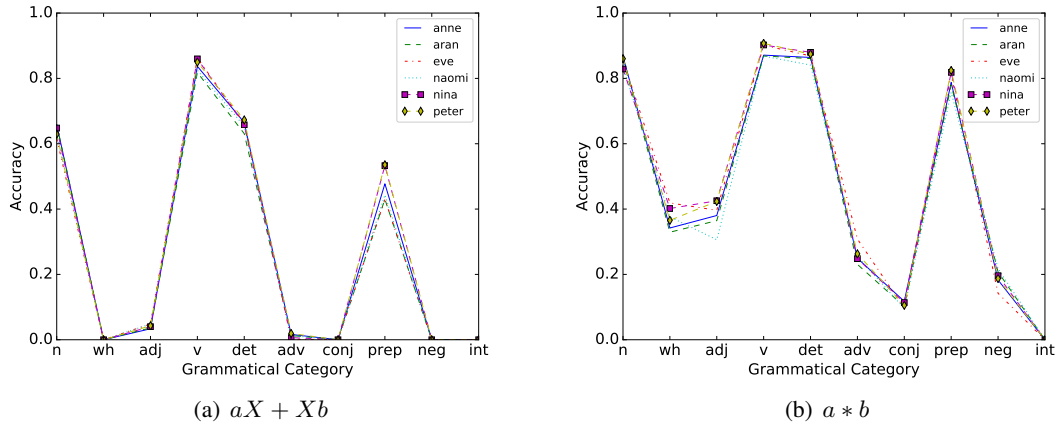 1.0
0.8
0.6
0.4
0.2
0.0
Accuracy
n wh adj v det adv conj prep neg int
Grammatical Category
anne
aran
eve
naomi
nina
peter
(a) aX + Xb
1.0
0.8
0.6
0.4
0.2
0.0
Accuracy
n wh adj v det adv conj prep neg int
Grammatical Category
anne
aran
eve
naomi
nina
peter
(b) a ∗ b